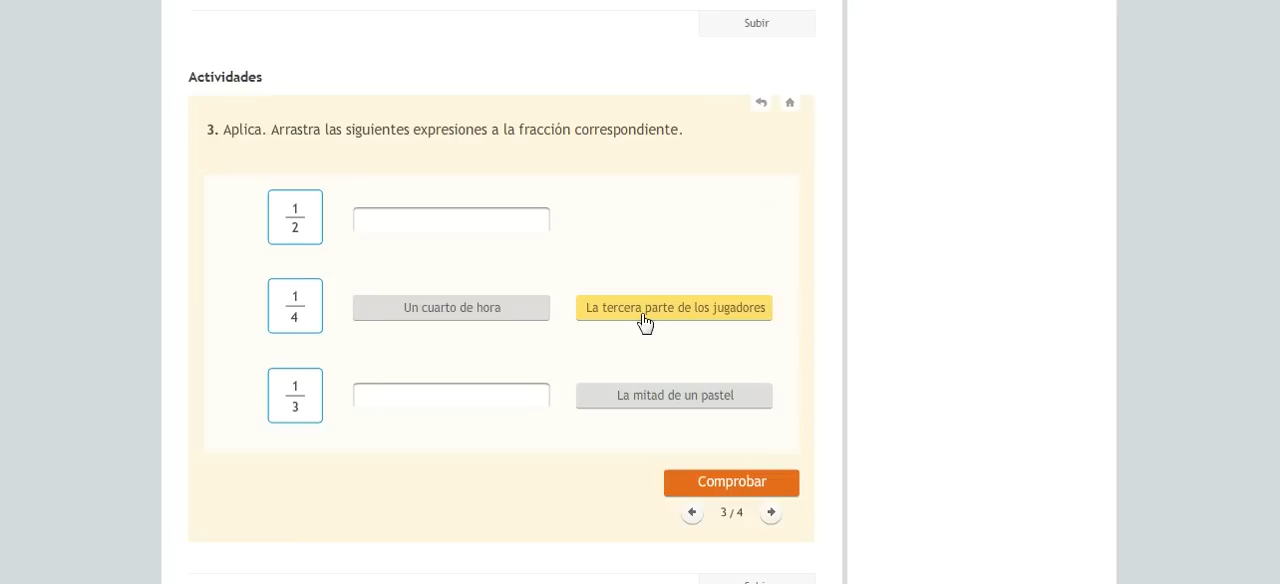 Subir
Actividades
3. Aplica. Arrastra las siguientes expresiones a la fracción correspondiente.
1
2
1
4
Un cuarto de hora
La tercera parte de los jugadores
1
3
La mitad de un pastel
Comprobar
3 / 4